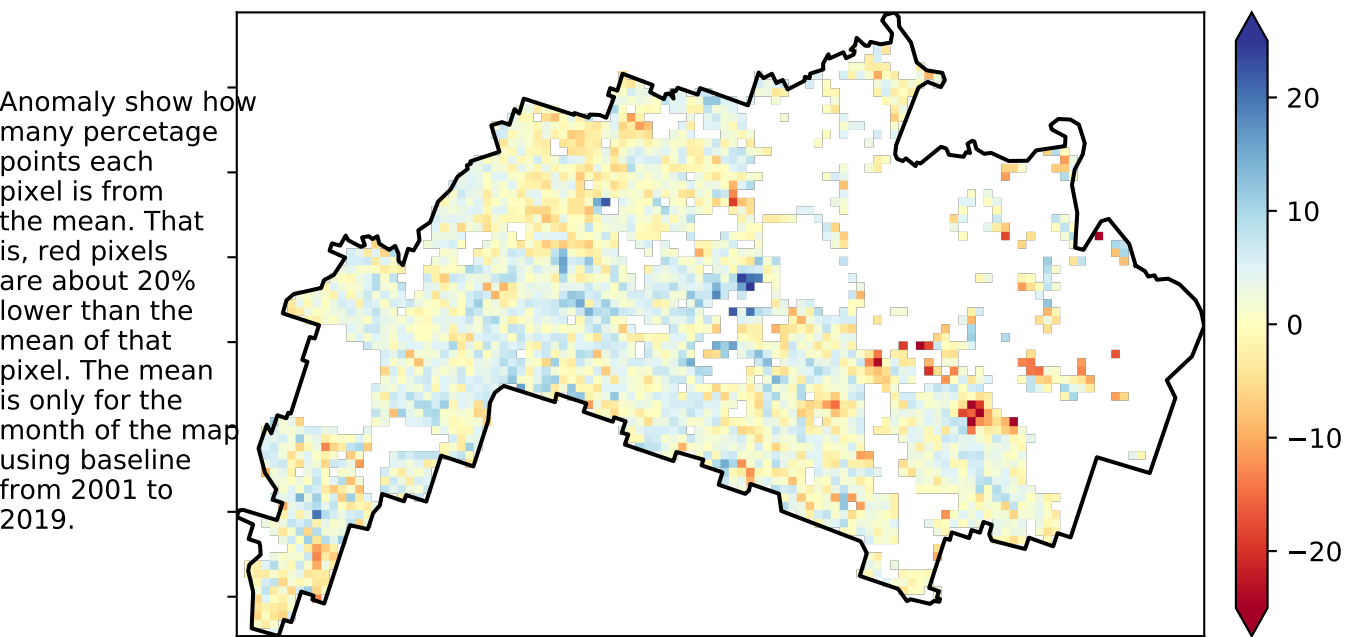 Anomaly show how
many percetage
points each
pixel is from
the mean. That
is, red pixels
are about 20%
lower than the
mean of that
pixel. The mean
is only for the
month of the map
using baseline
from 2001 to
2019.
20
10
0
−10
−20